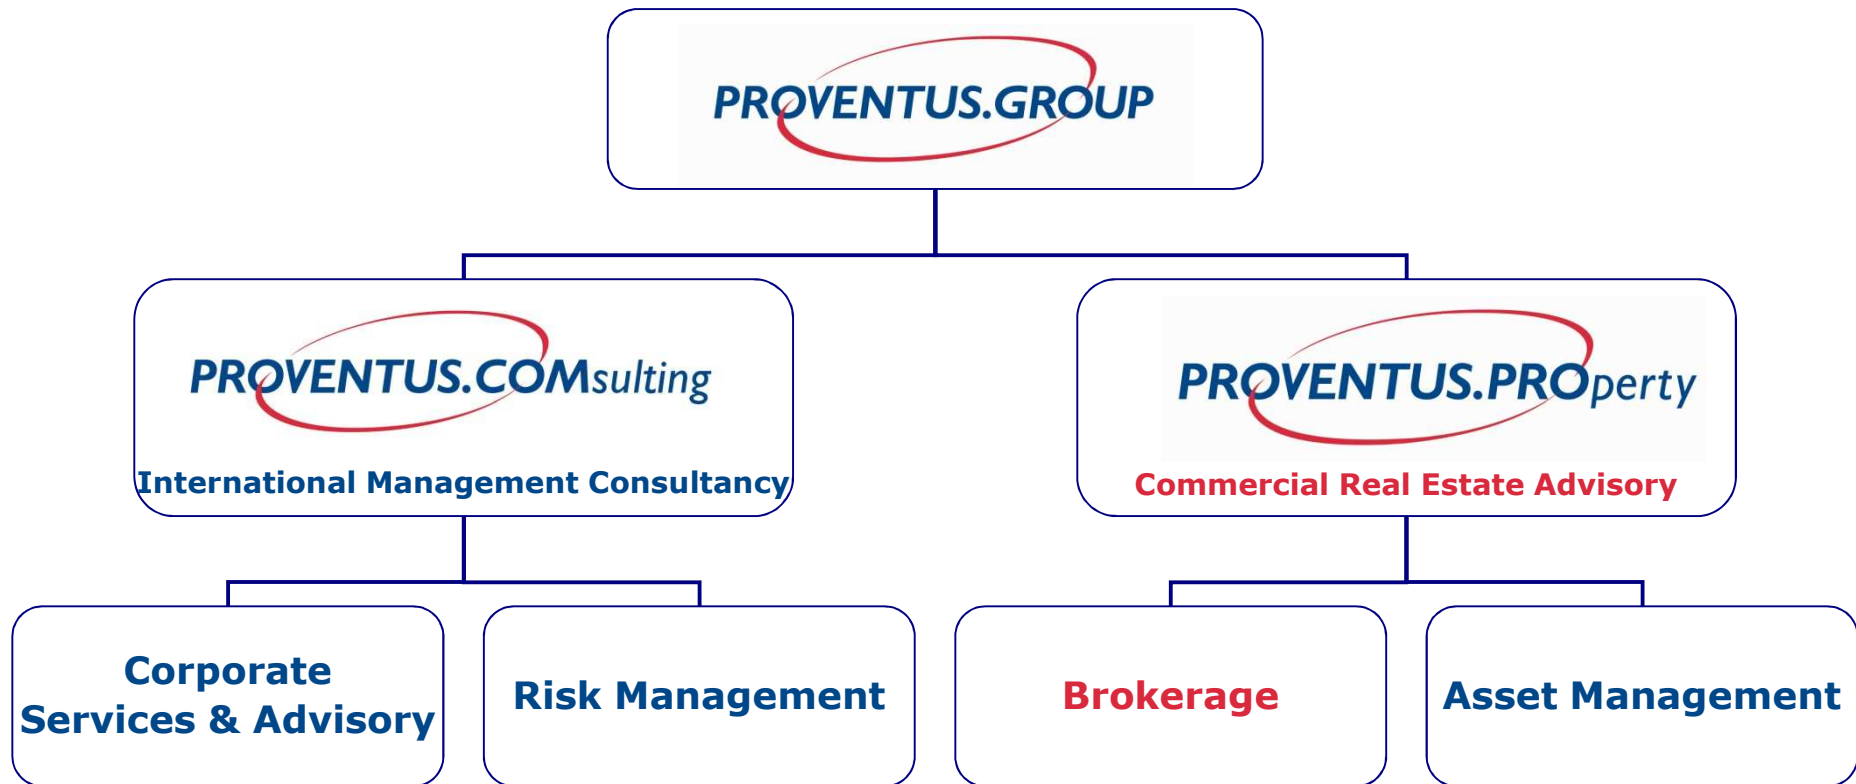 PROVENTUS.GROUP
PROVENTUS.COMsulting
International Management Consultancy
PROVENTUS.PROperty
Commercial Real Estate Advisory
Corporate
Services & Advisory
Risk Management
Brokerage
Asset Management